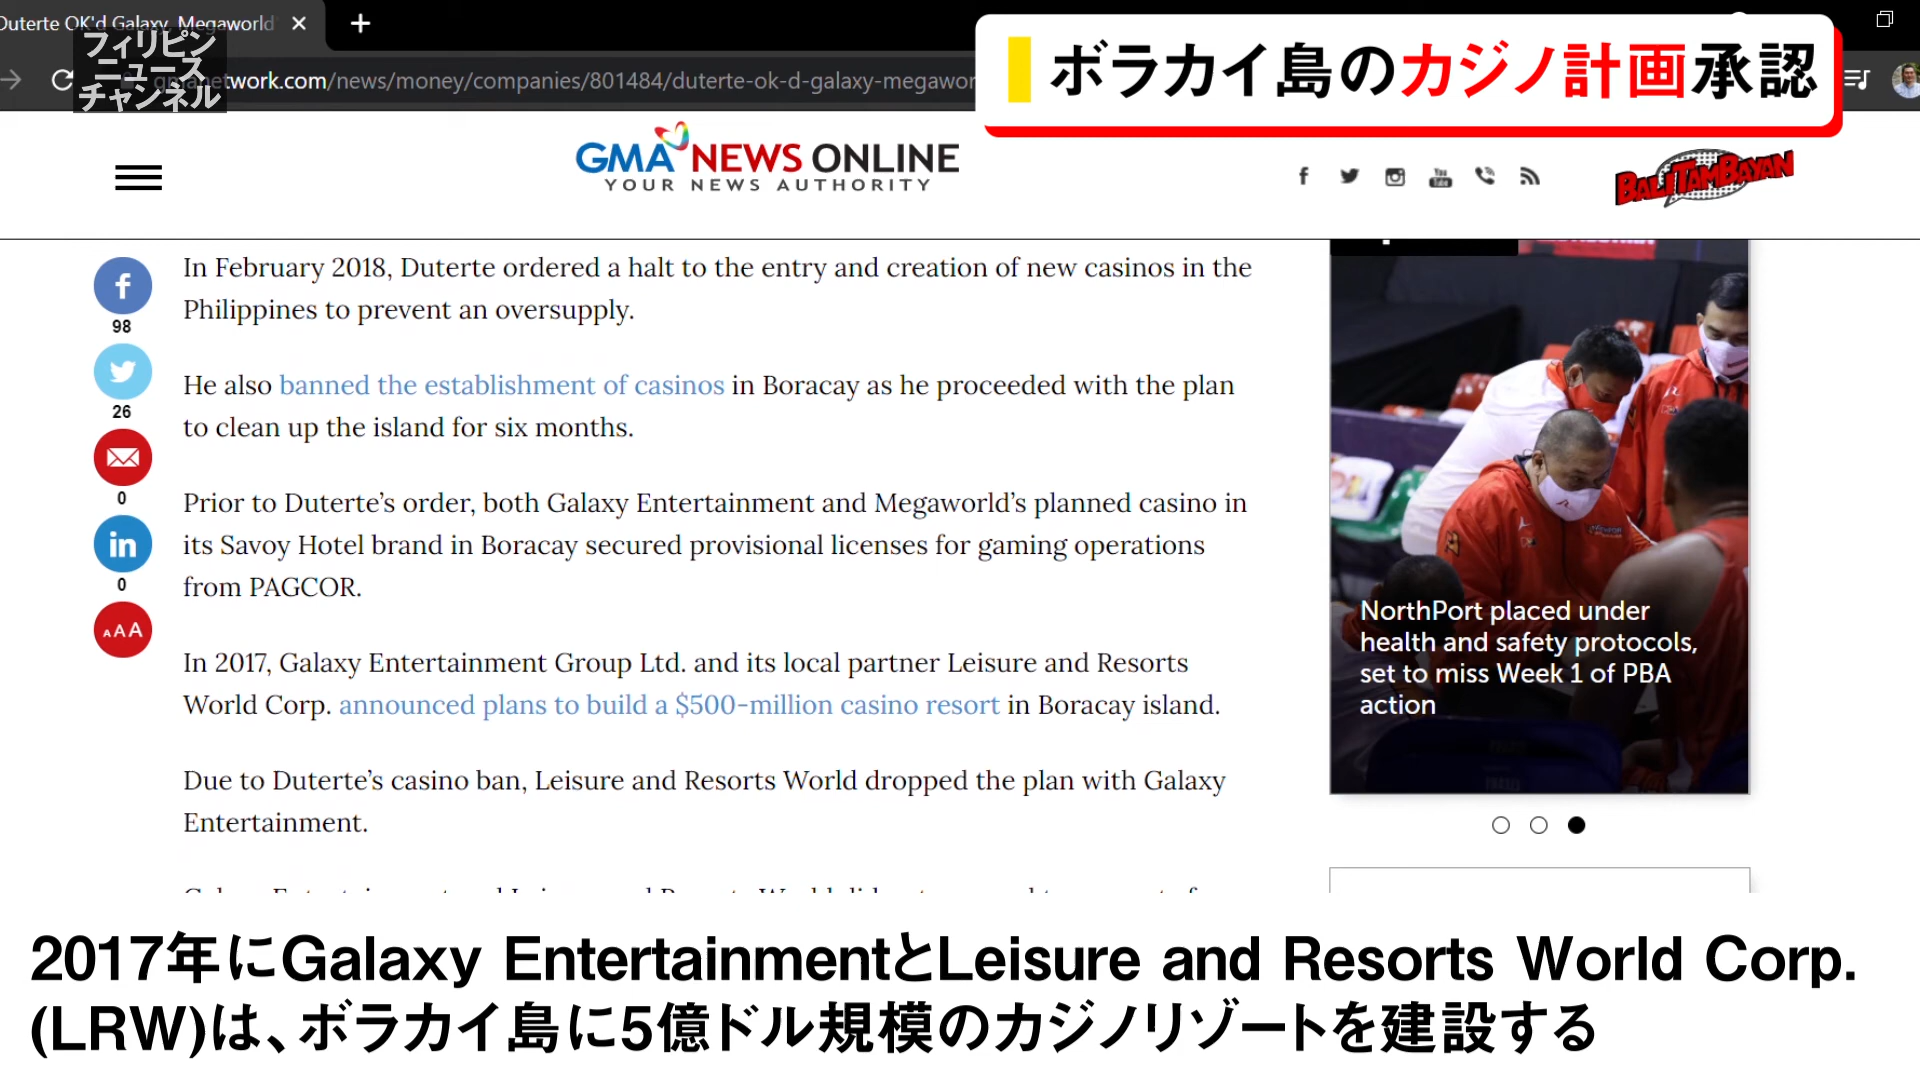 Duterte OK'd Galaxy, Megaworld
フィリピン
ニュース
チャンネル
network.com/news/money/companies/801484/duterte-ok-d-galaxy-megawor
ボラカイ島のカジノ計画承認
GMA NEWS ONLINE
YOUR NEWS AUTHORITY
BALITAMBAYAN
In February 2018, Duterte ordered a halt to the entry and creation of new casinos in the
Philippines to prevent an oversupply.
He also banned the establishment of casinos in Boracay as he proceeded with the plan
to clean up the island for six months.
Prior to Duterte’s order, both Galaxy Entertainment and Megaworld’s planned casino in
its Savoy Hotel brand in Boracay secured provisional licenses for gaming operations
from PAGCOR.
In 2017, Galaxy Entertainment Group Ltd. and its local partner Leisure and Resorts
World Corp. announced plans to build a $500-million casino resort in Boracay island.
Due to Duterte’s casino ban, Leisure and Resorts World dropped the plan with Galaxy
Entertainment.
98
26
0
0
AAA
NorthPort placed under
health and safety protocols,
set to miss Week 1 of PBA
action
2017年にGalaxy EntertainmentとLeisure and Resorts World Corp.
(LRW)は、ボラカイ島に5億ドル規模のカジノリゾートを建設する